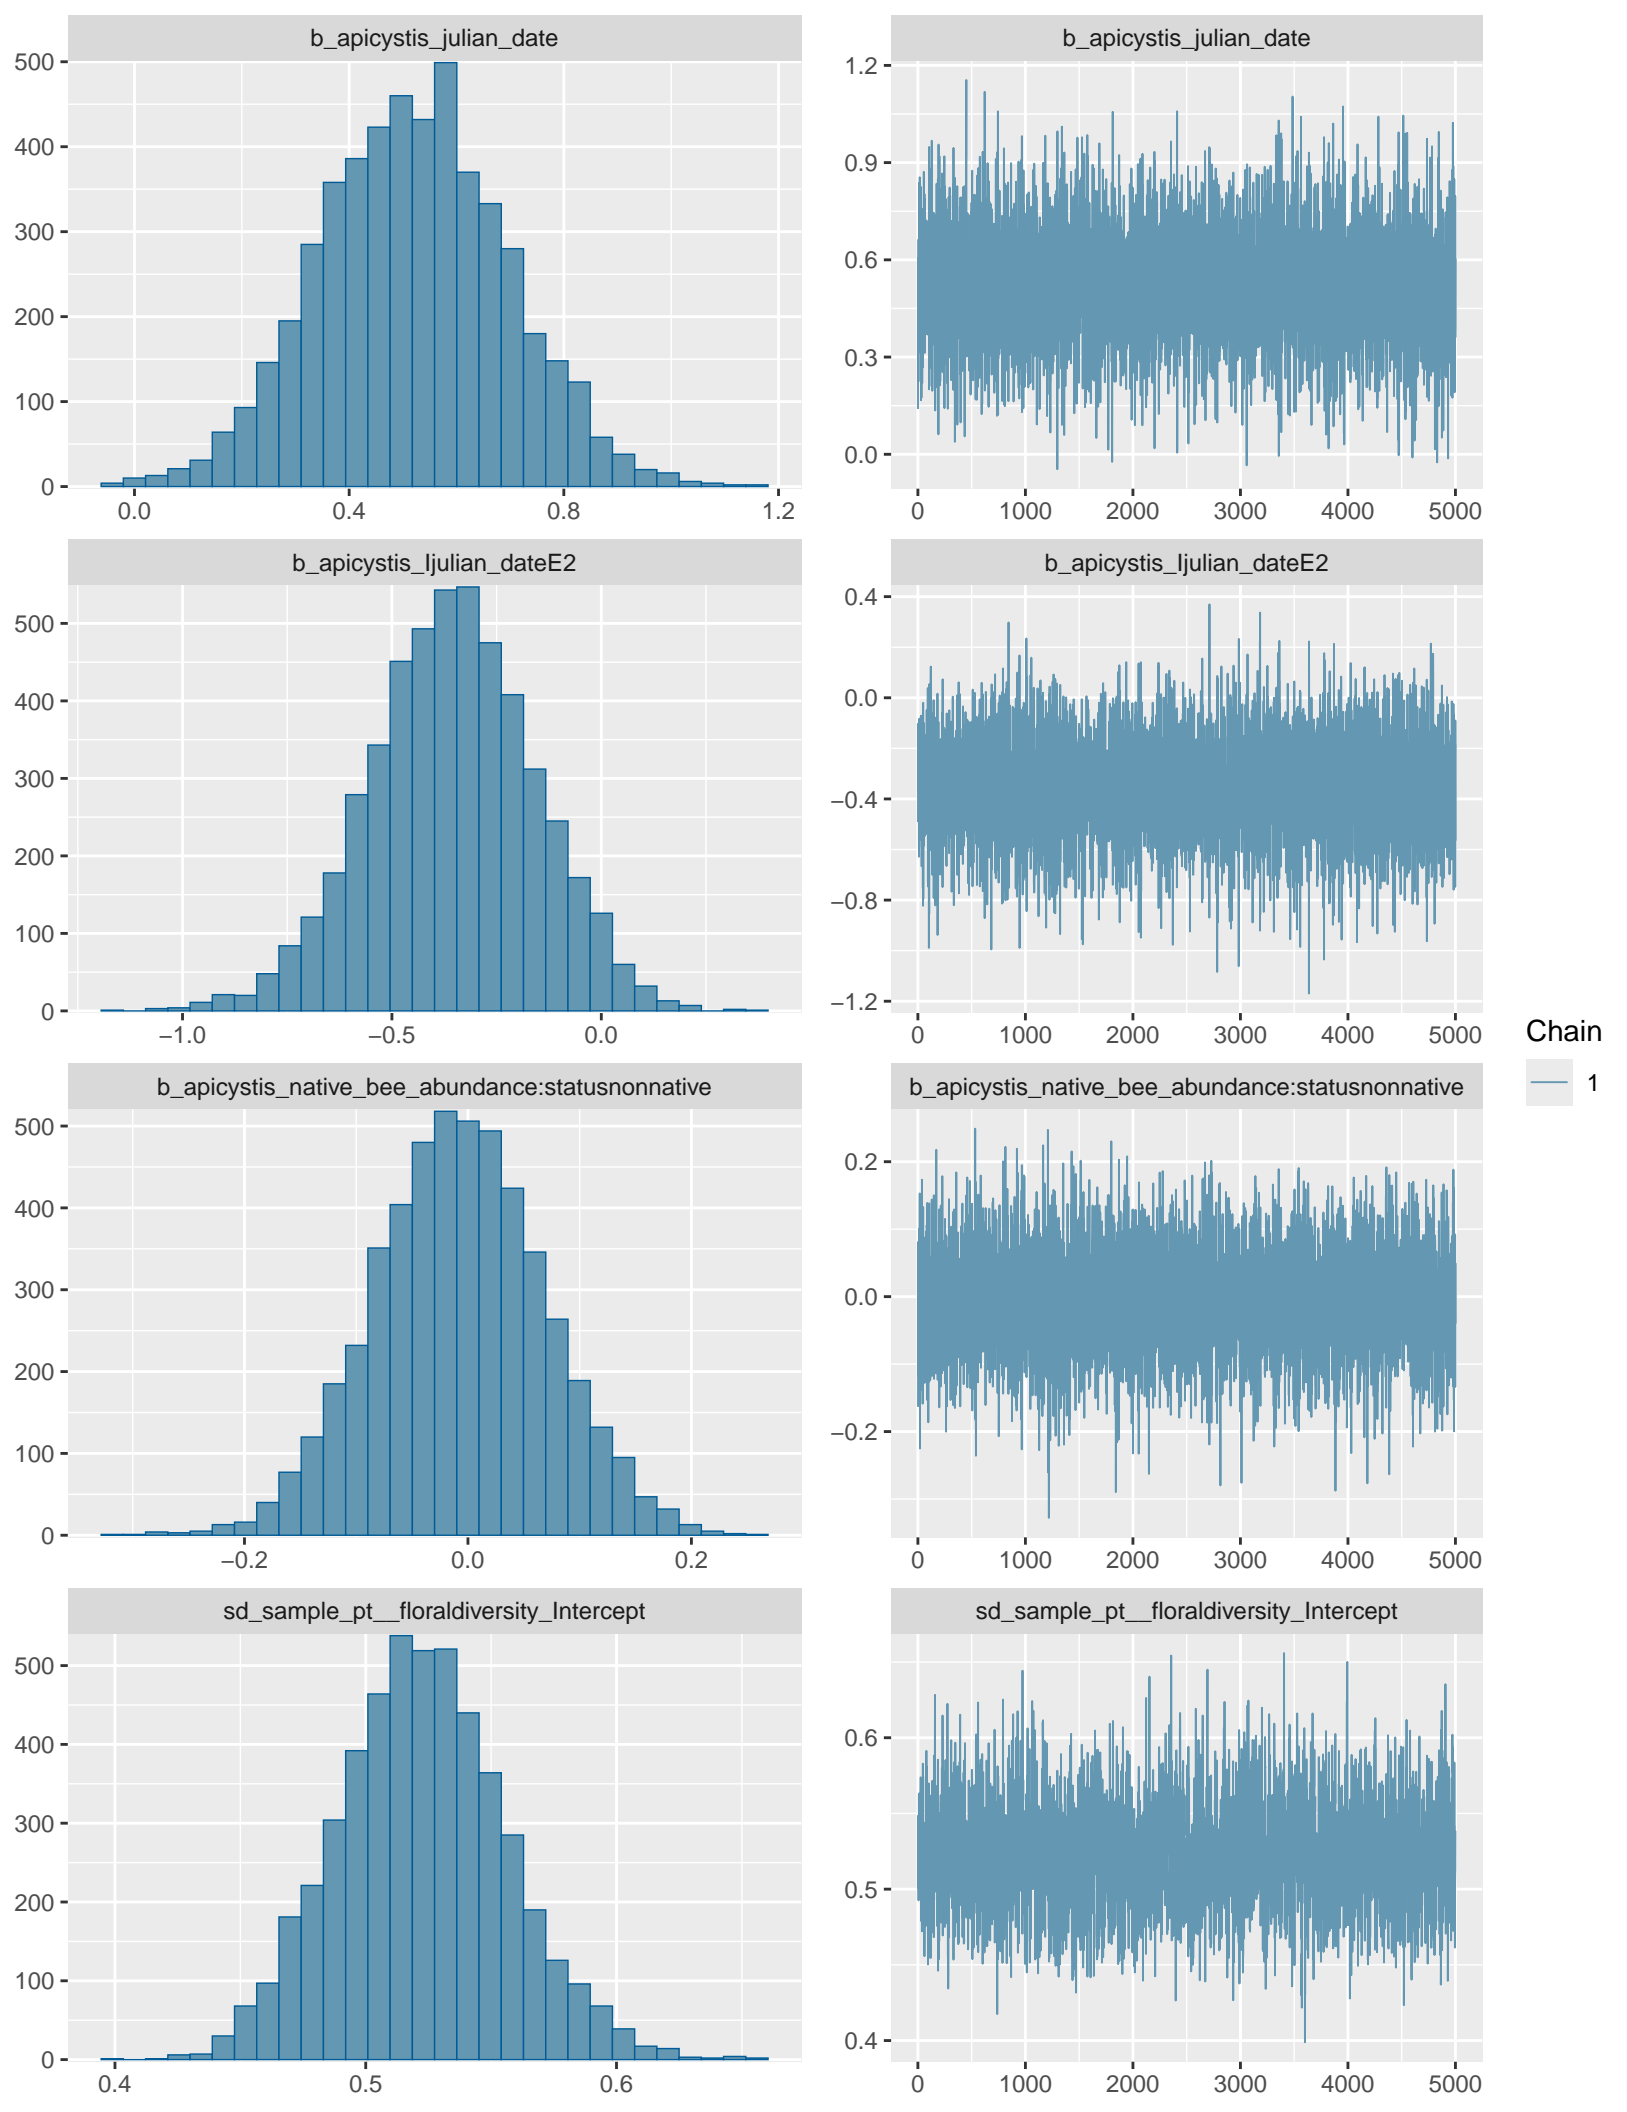 b_apicystis_julian_date
500
400
300
200
100
0
0.0 0.4 0.8 1.2
b_apicystis_julian_date
1.2
0.9
0.6
0.3
0.0
0 1000 2000 3000 4000 5000
b_apicystis_Ijulian_dateE2
500
400
300
200
100
0
−1.0 −0.5 0.0
b_apicystis_Ijulian_dateE2
0.4
0.0
−0.4
−0.8
−1.2
0 1000 2000 3000 4000 5000
b_apicystis_native_bee_abundance:statusnonnative
500
400
300
200
100
0
−0.2 0.0 0.2
b_apicystis_native_bee_abundance:statusnonnative
0.2
0.0
−0.2
0 1000 2000 3000 4000 5000
sd_sample_pt__floraldiversity_Intercept
500
400
300
200
100
0
0.4 0.5 0.6
sd_sample_pt__floraldiversity_Intercept
0.6
0.5
0.4
0 1000 2000 3000 4000 5000
Chain
1